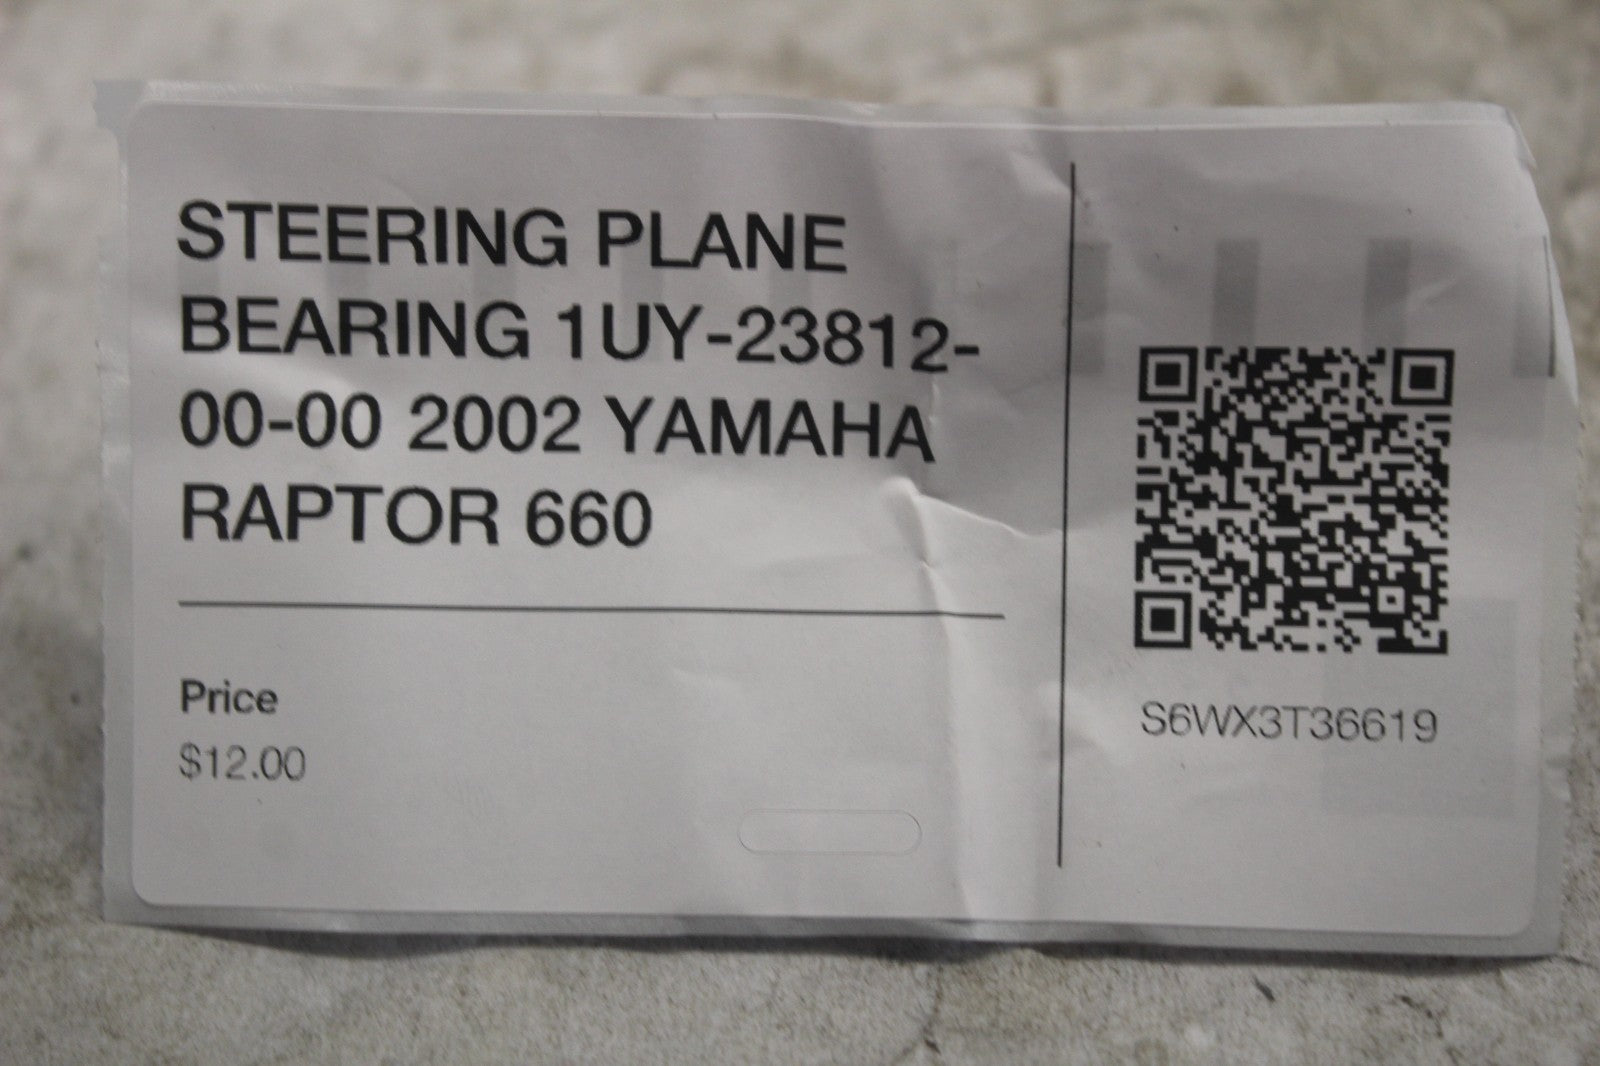 STEERING PLANE
BEARING 1UY-23812-
00-00 2002 YAMAHA
RAPTOR 660
Price
$12.00
S6WX3T36619